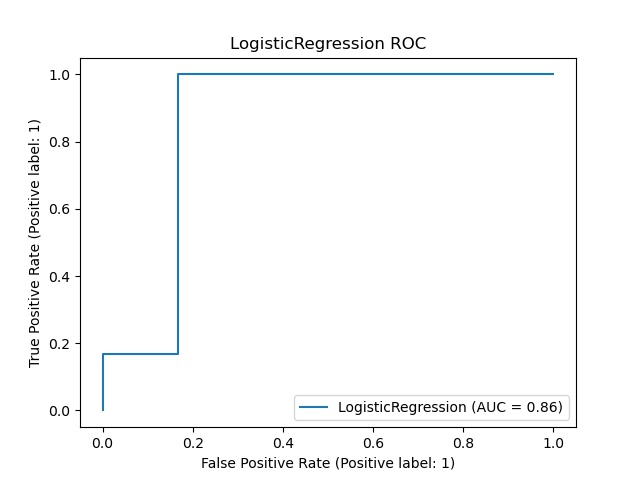 LogisticRegression ROC
True Positive Rate (Positive label: 1)
1.0
0.8
0.6
0.4
0.2
0.0
LogisticRegression (AUC = 0.86)
0.0 0.2 0.4 0.6 0.8 1.0
False Positive Rate (Positive label: 1)